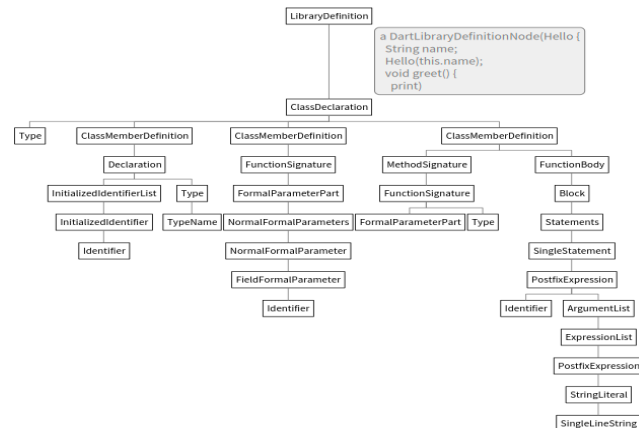 LibraryDefinition
a DartLibraryDefinitionNode(Hello {
String name;
Hello(this.name);
void greet() {
print)
ClassDeclaration
Type ClassMemberDefinition ClassMemberDefinition ClassMemberDefinition
Declaration FunctionSignature MethodSignature FunctionBody
InitializedIdentifierList Type FormalParameterPart FunctionSignature Block
InitializedIdentifier TypeName NormalFormalParameters FormalParameterPart Type Statements
Identifier NormalFormalParameter SingleStatement
FieldFormalParameter PostfixExpression
Identifier Identifier ArgumentList
ExpressionList
PostfixExpression
StringLiteral
SingleLineString